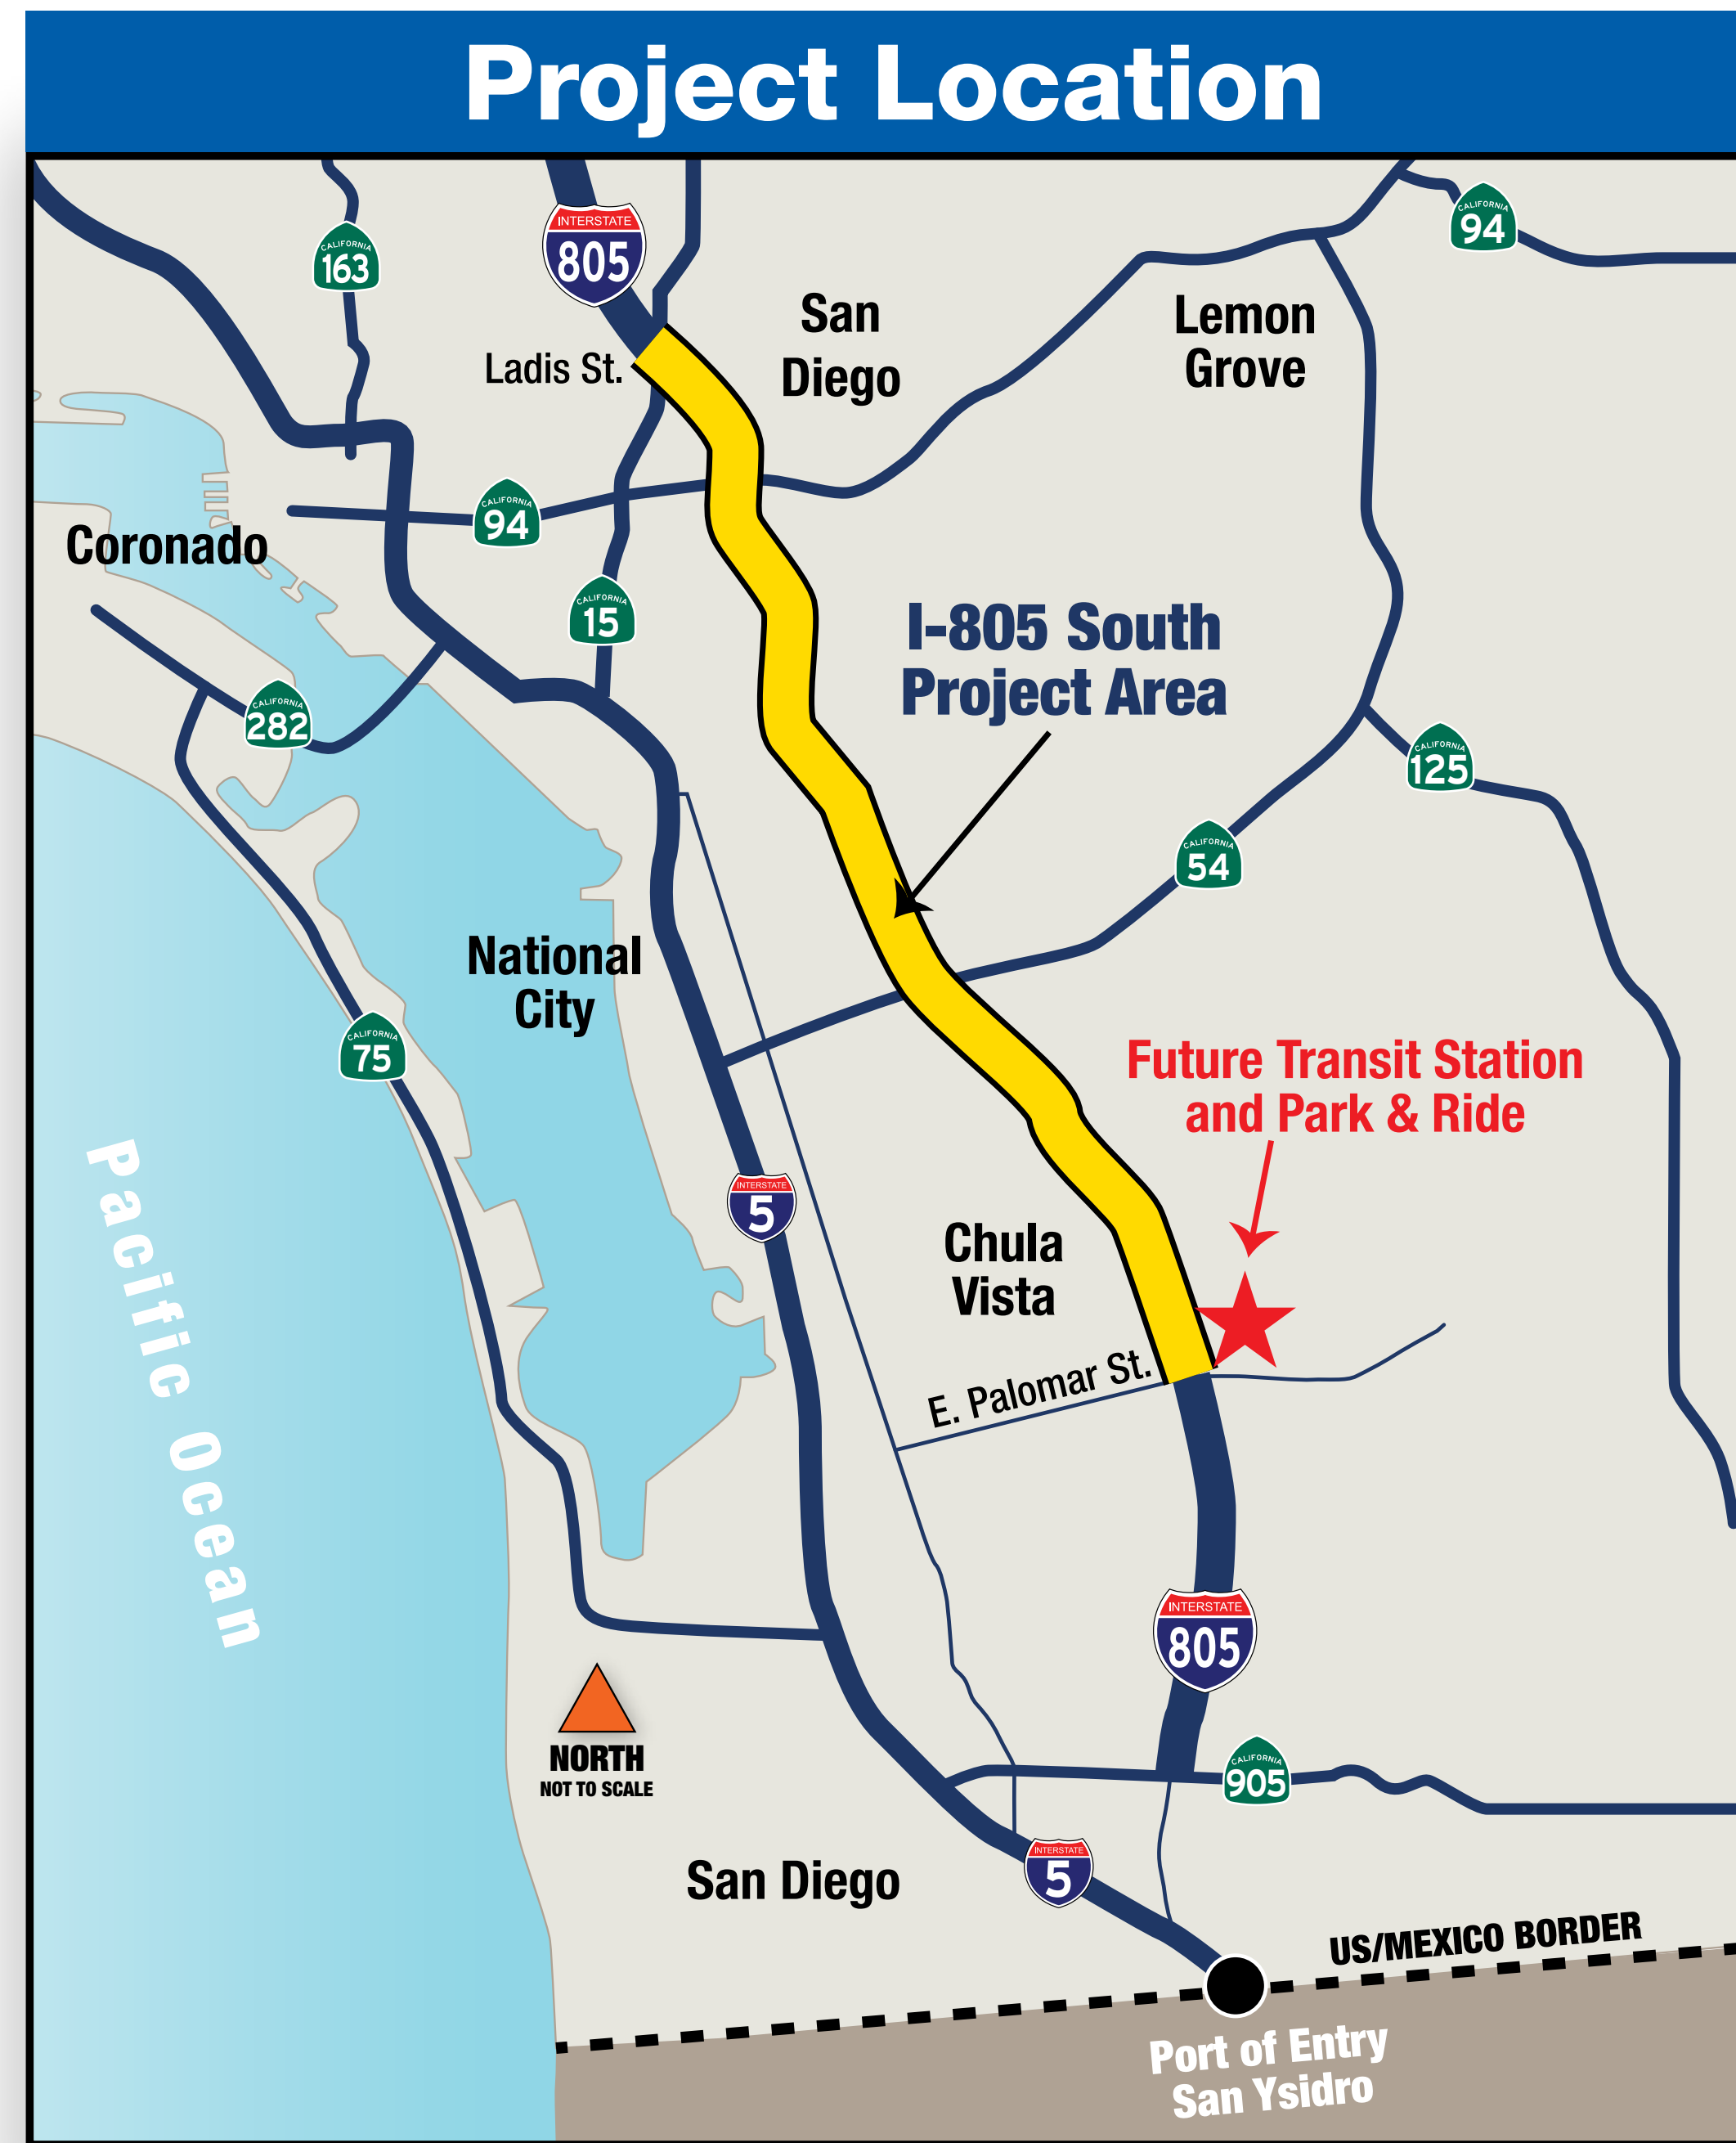 Project Location
CALIFORNIA
163
INTERSTATE
805
CALIFORNIA
94
San
Diego
Lemon
Grove
Ladis St.
CALIFORNIA
94
Coronado
CALIFORNIA
15
I-805 South
Project Area
CALIFORNIA
282
CALIFORNIA
125
CALIFORNIA
54
National
City
CALIFORNIA
75
Future Transit Station
and Park & Ride
Pacific Ocean
INTERSTATE
5
Chula
Vista
E. Palomar St.
INTERSTATE
805
NORTH
NOT TO SCALE
CALIFORNIA
905
San Diego
INTERSTATE
5
US/MEXICO BORDER
Port of Entry
San Ysidro